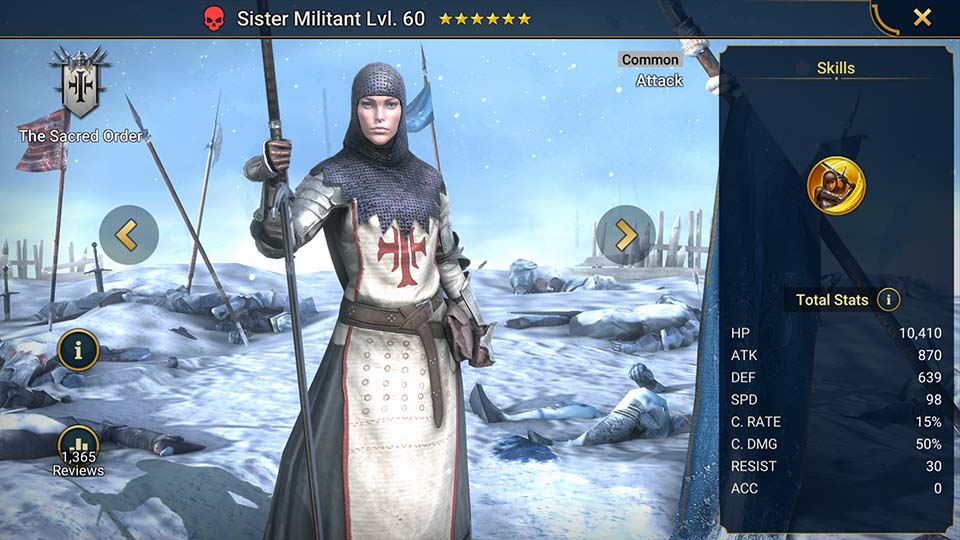 Sister Militant Lvl. 60
Common
Attack
The Sacred Order
Skills
Total Stats i
HP 10,410
ATK 870
DEF 639
SPD 98
C. RATE 15%
C. DMG 50%
RESIST 30
ACC 0
i
1,365
Reviews